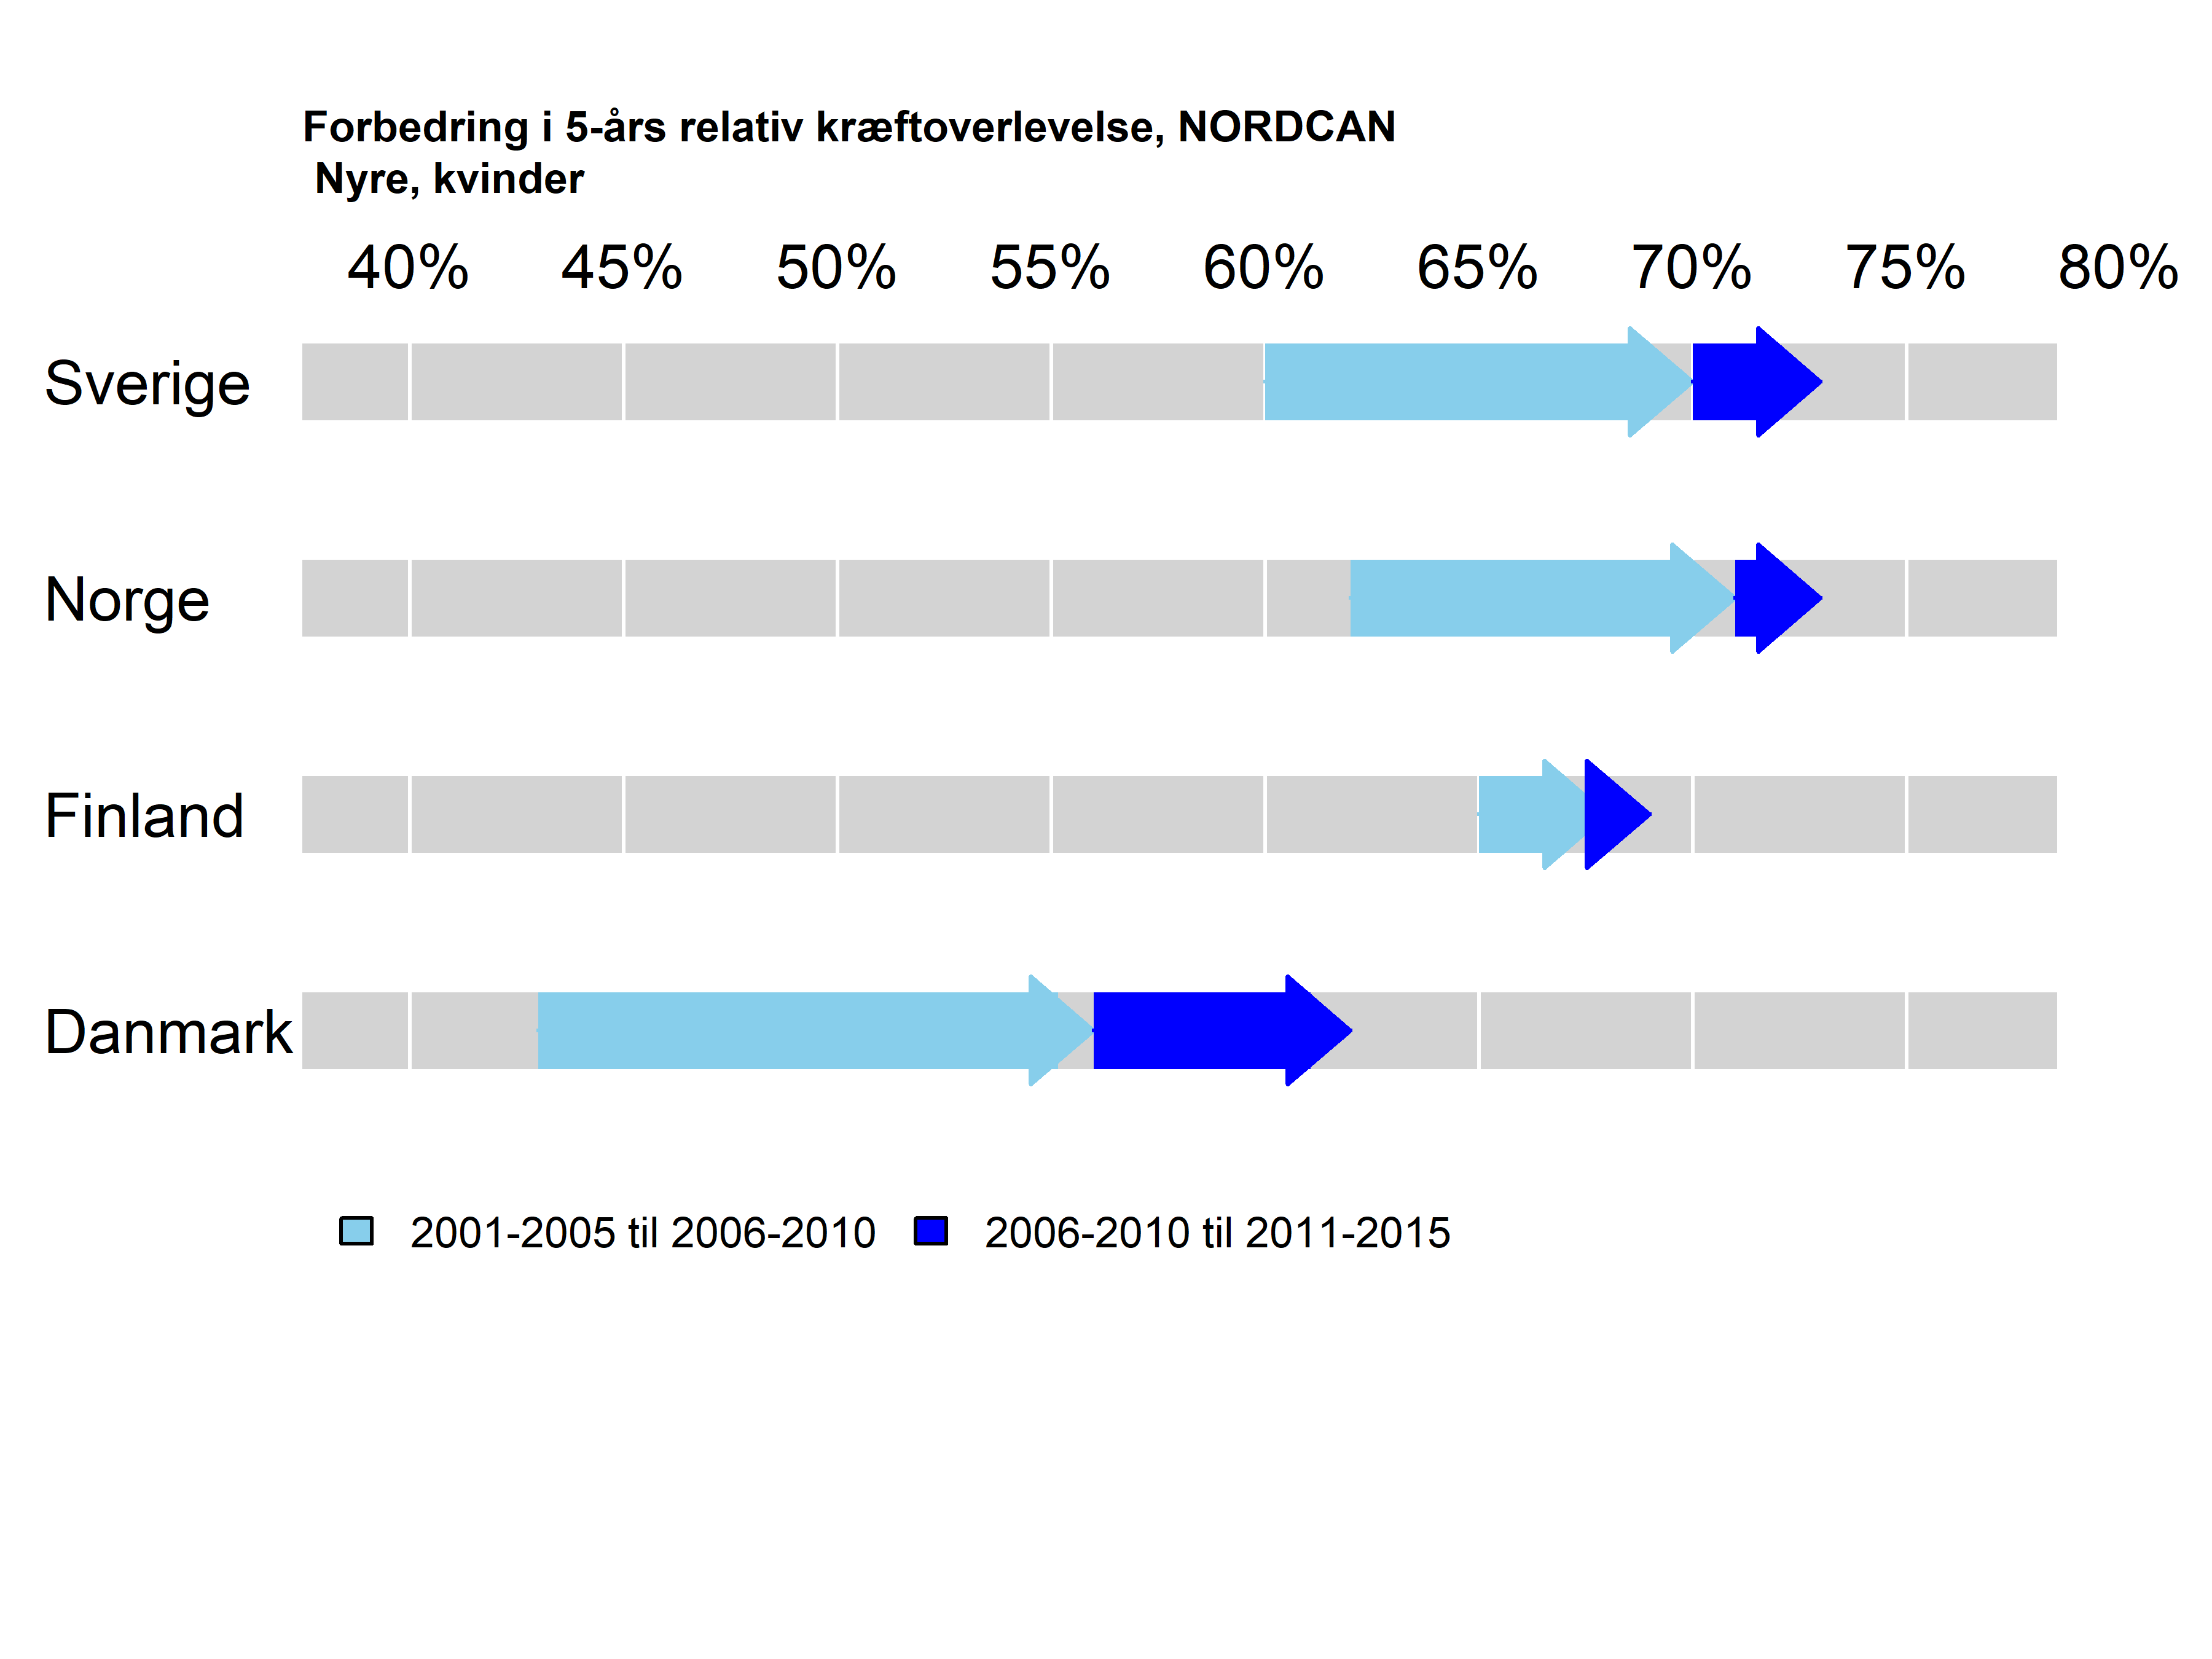 Forbedring i 5-års relativ kræftoverlevelse, NORDCAN
Nyre, kvinder
40% 45% 50% 55% 60% 65% 70% 75% 80%
Sverige
Norge
Finland
Danmark
2001-2005 til 2006-2010 2006-2010 til 2011-2015